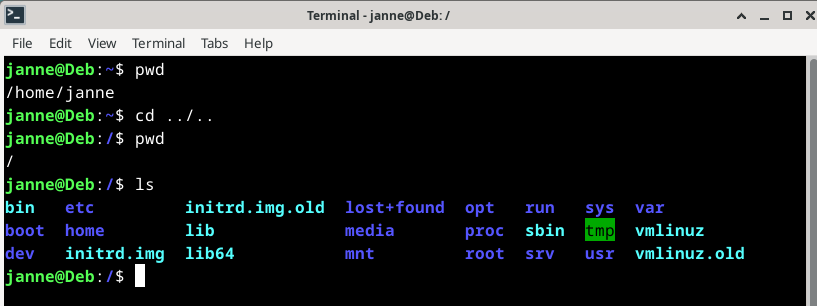 Terminal - janne@Deb: /
File Edit View Terminal Tabs Help
janne@Deb:~$ pwd
/home/janne
janne@Deb:~$ cd ../..
janne@Deb:/$ pwd
/
janne@Deb:/$ ls
bin etc initrd.img.old lost+found opt run sys var
boot home lib media proc sbin tmp vmlinuz
dev initrd.img lib64 mnt root srv usr vmlinuz.old
janne@Deb:/$